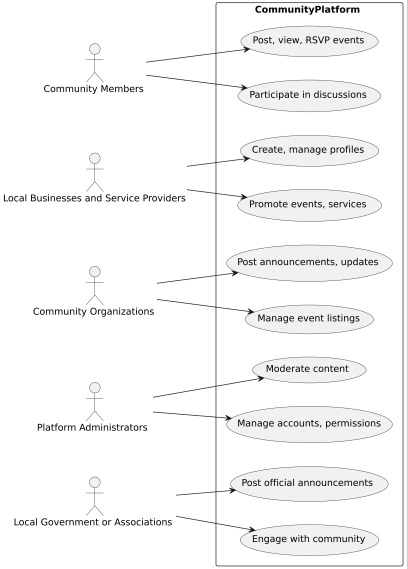 CommunityPlatform
Post, view, RSVP events
Community Members
Participate in discussions
Create, manage profiles
Local Businesses and Service Providers
Promote events, services
Post announcements, updates
Community Organizations
Manage event listings
Moderate content
Platform Administrators
Manage accounts, permissions
Post official announcements
Local Government or Associations
Engage with community